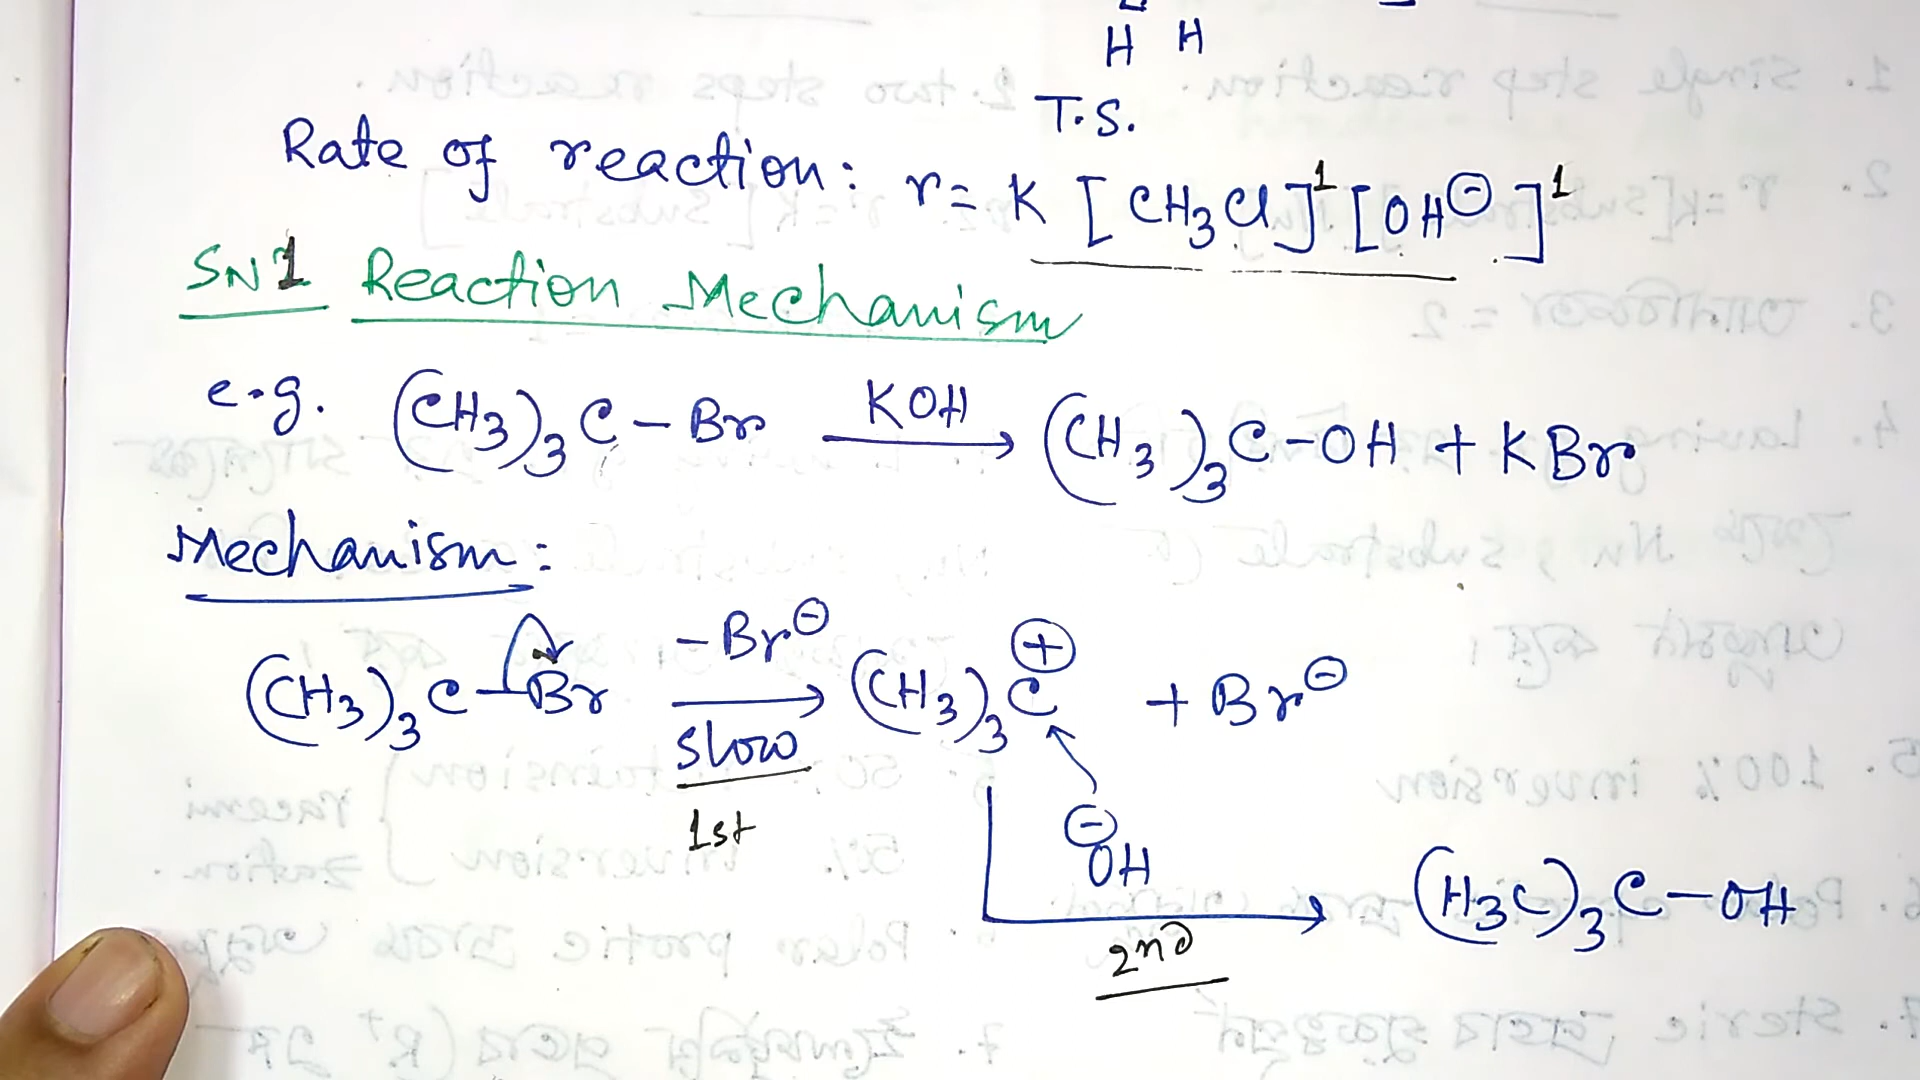 H H
T.S.
Rate of reaction: r = K [CH₃Cl]¹ [OH⊖]¹
SN1 Reaction Mechanism
e.g. (CH₃)₃C–Br KOH → (CH₃)₃C–OH + KBr
Mechanism:
(CH₃)₃C–Br –Br⊖ → slow (CH₃)₃C⊕ + Br⊖
1st
⊖OH
2nd → (H₃C)₃C–OH